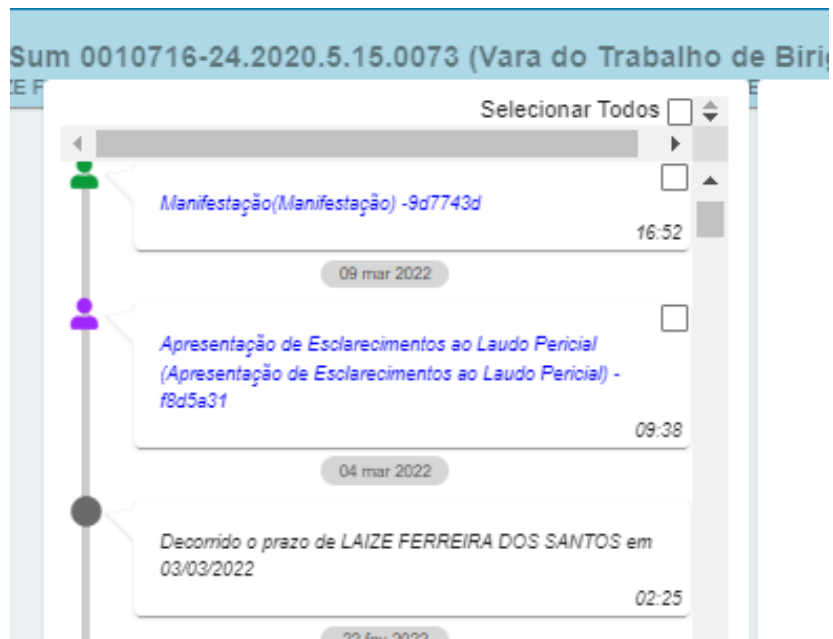 Sum 0010716-24.2020.5.15.0073 (Vara do Trabalho de Birig
Selecionar Todos
Manifestação(Manifestação) -9d7743d
16:52
09 mar 2022
Apresentação de Esclarecimentos ao Laudo Pericial
(Apresentação de Esclarecimentos ao Laudo Pericial) -
f8d5a31
09:38
04 mar 2022
Decorrido o prazo de LAIZE FERREIRA DOS SANTOS em
03/03/2022
02:25